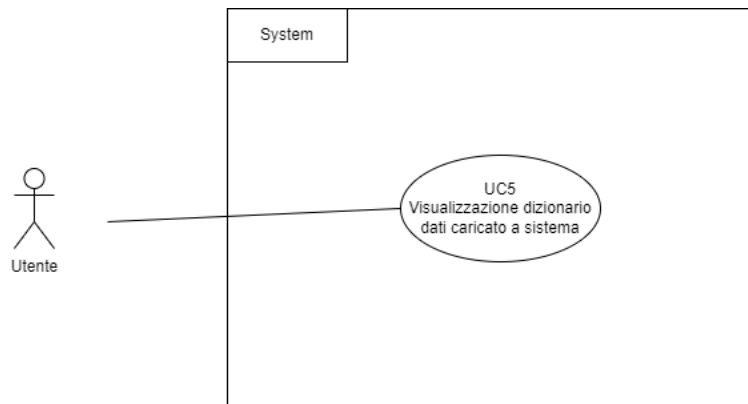 System
UC5
Visualizzazione dizionario
dati caricato a sistema
Utente